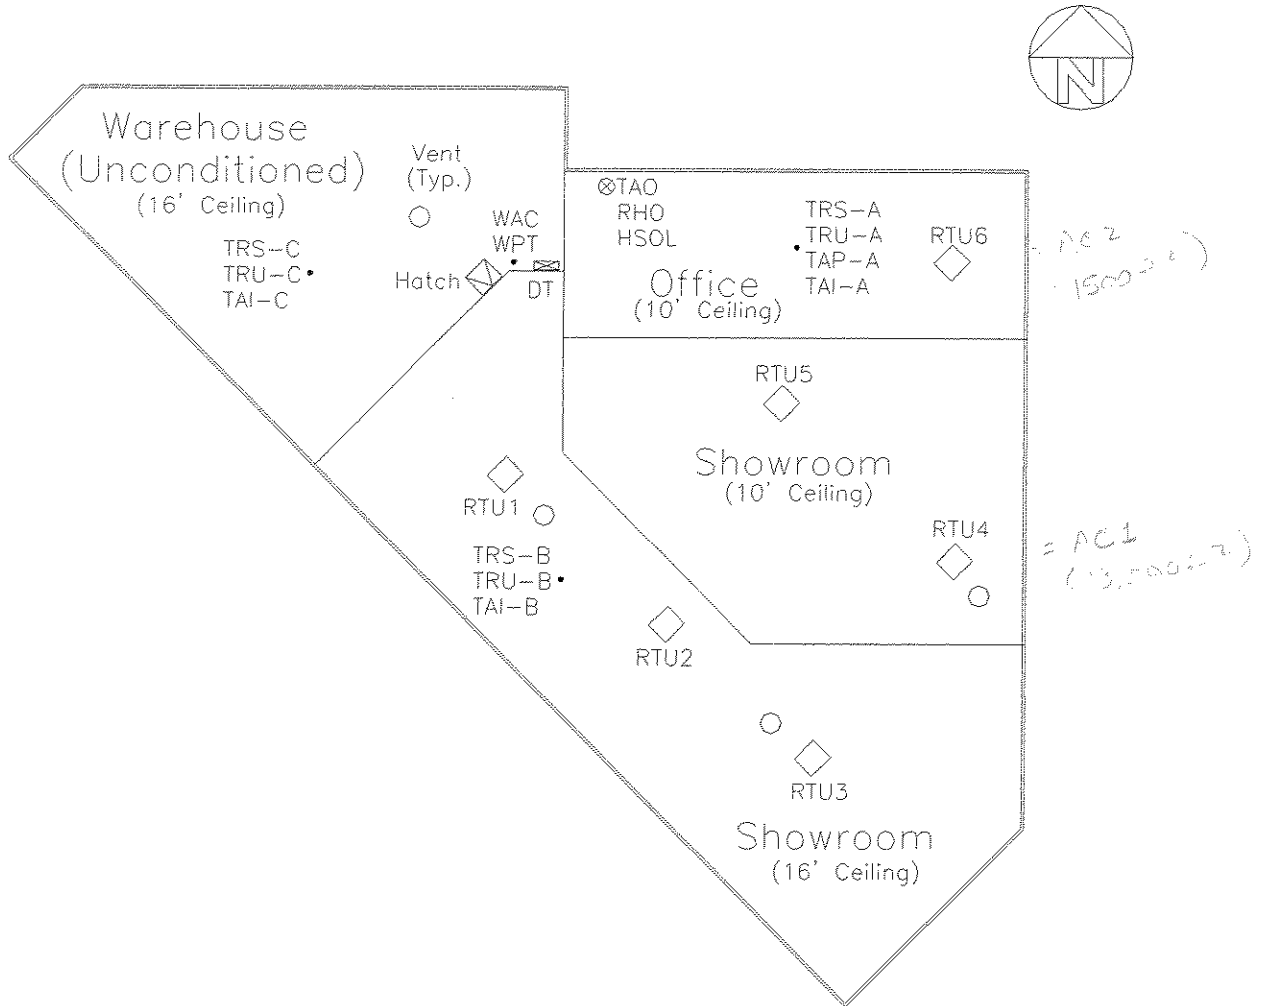 N
Warehouse
(Unconditioned)
(16' Ceiling)
Vent
(Typ.)
TRS-C
TRU-C
TAI-C
WAC
WPT
Hatch
DT
TAO
RHO
HSOL
TRS-A
TRU-A
TAP-A
TAI-A
RTU6
= AC2
Office
(10' Ceiling)
RTU5
Showroom
(10' Ceiling)
RTU4
= AC1
RTU1
TRS-B
TRU-B
TAI-B
RTU2
RTU3
Showroom
(16' Ceiling)